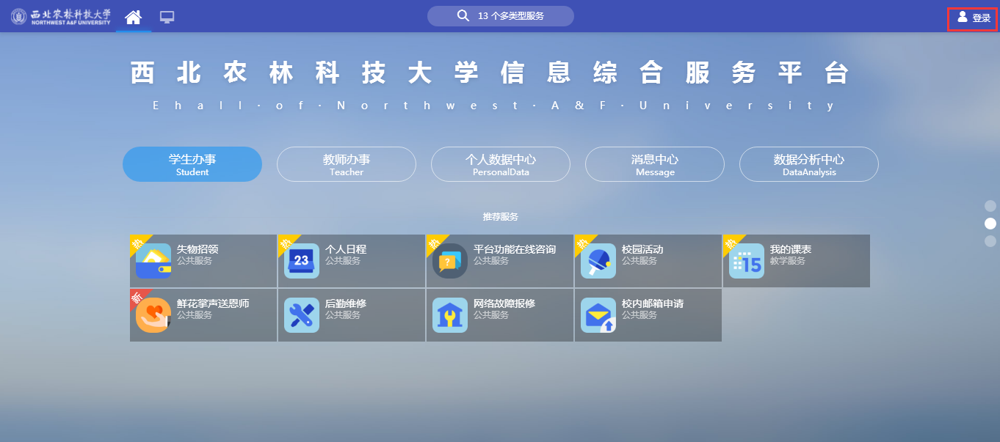 西北农林科技大学
NORTHWEST A&F UNIVERSITY
13 个多类型服务
登录
西北农林科技大学信息综合服务平台
Ehall·of·Northwest·A&F·University
学生办事
Student
教师办事
Teacher
个人数据中心
PersonalData
消息中心
Message
数据分析中心
DataAnalysis
推荐服务
热
失物招领
公共服务
热
23
个人日程
公共服务
热
?
平台功能在线咨询
公共服务
热
校园活动
公共服务
热
15
我的课表
教学服务
新
鲜花掌声送恩师
公共服务
后勤维修
公共服务
网络故障报修
公共服务
校内邮箱申请
公共服务